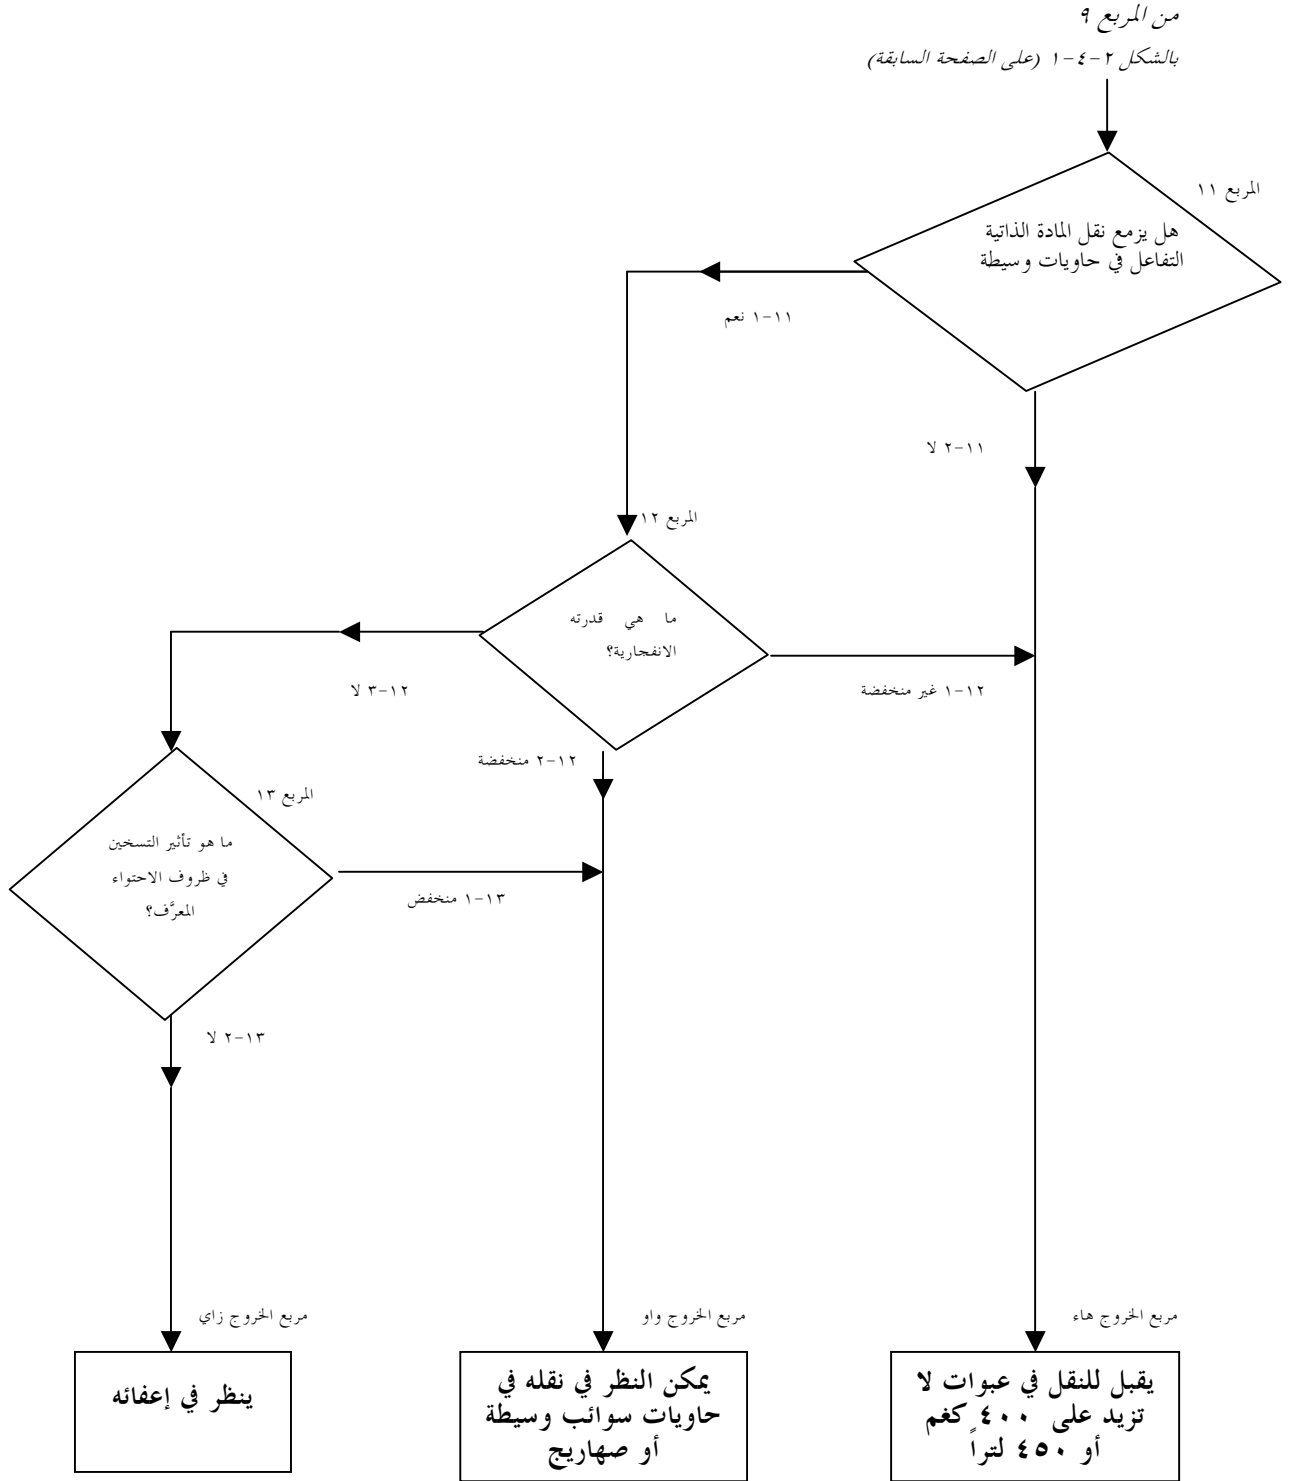 من المربع ٩
بالشكل ٢-٤-١ (على الصفحة السابقة)
المربع ١١
هل يزمع نقل المادة الذاتية
التفاعل في حاويات وسيطة
١١-١ نعم
١١-٢ لا
المربع ١٢
ما هي قدرته
الانفجارية؟
١٢-٣ لا
١٢-١ غير منخفضة
١٢-٢ منخفضة
المربع ١٣
ما هو تأثير التسخين
في ظروف الاحتواء
المعرَّف؟
١٣-١ منخفض
١٣-٢ لا
مربع الخروج هاء
مربع الخروج واو
مربع الخروج زاي
يقبل للنقل في عبوات لا
تزيد على ٤٠٠ كغم
أو ٤٥٠ لتراً
يمكن النظر في نقله في
حاويات سوائب وسيطة
أو صهاريج
ينظر في إعفائه